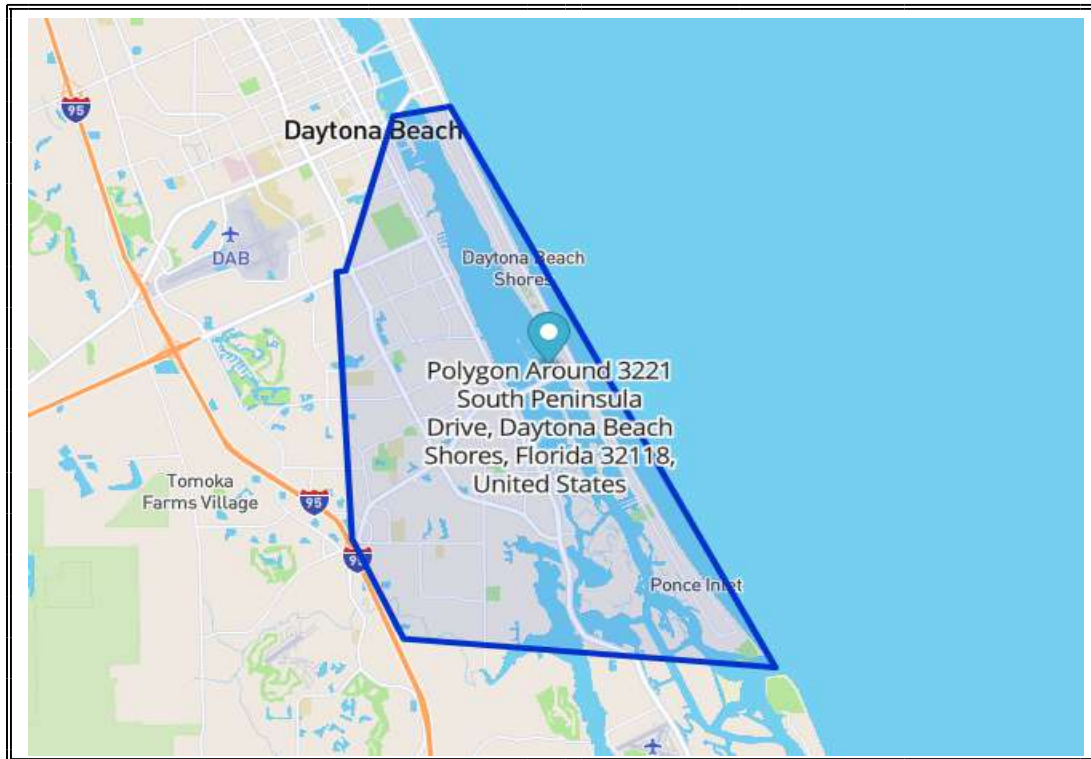 95
Daytona Beach
DAB
Daytona Beach
Shores
Polygon Around 3221
South Peninsula
Drive, Daytona Beach
Shores, Florida 32118,
United States
Tomoka
Farms Village
95
95
Ponce Inlet